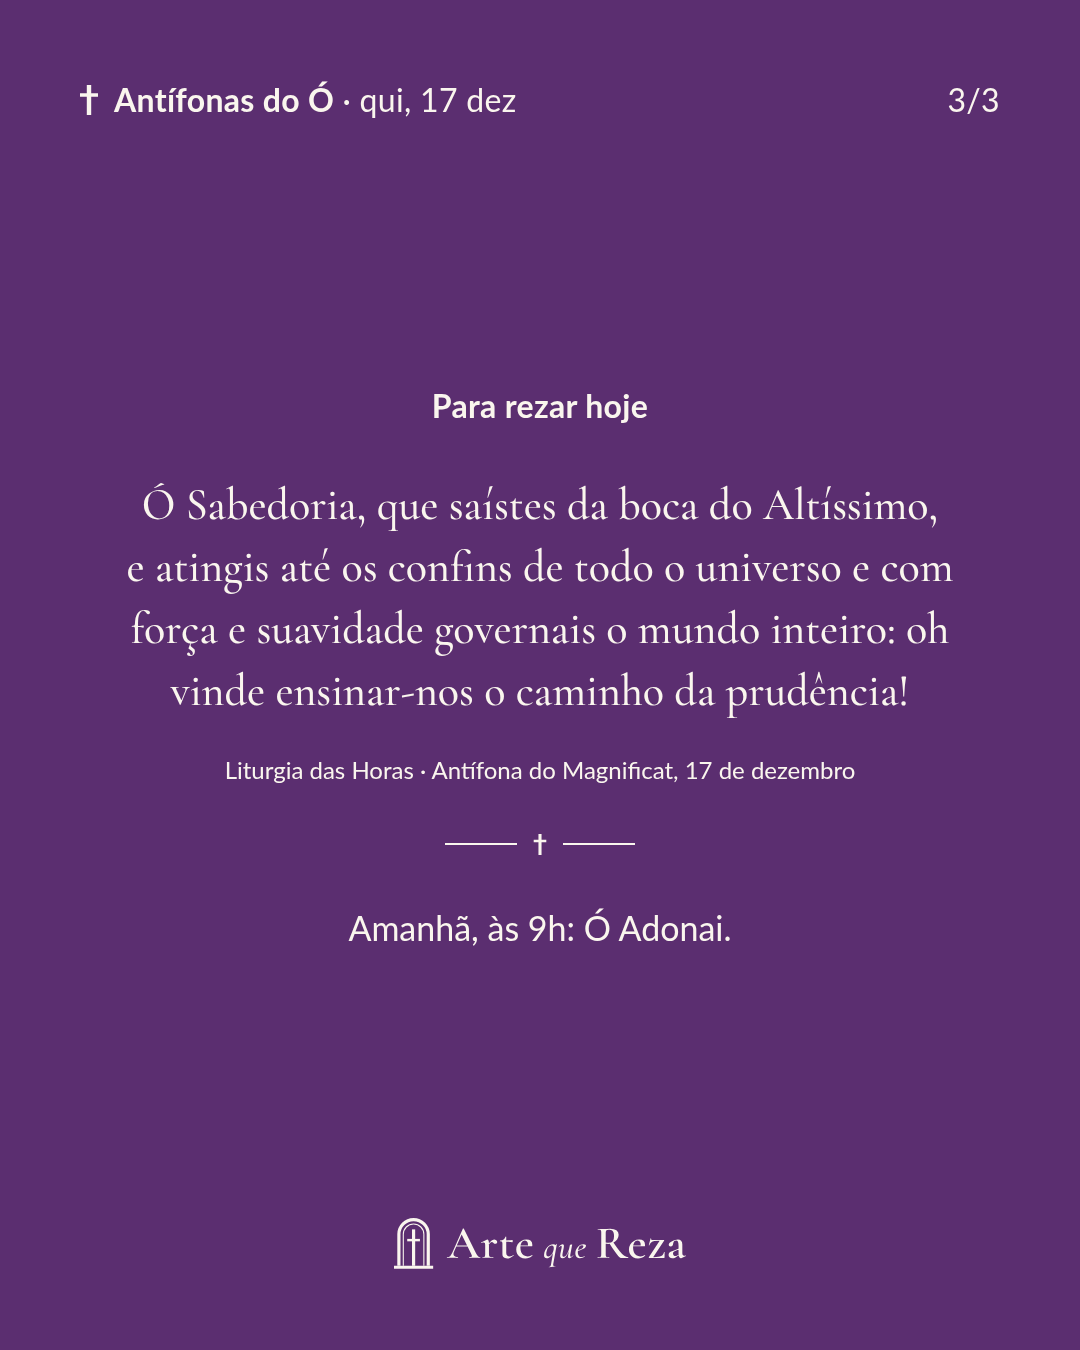 † Antífonas do Ó · qui, 17 dez
3/3
Para rezar hoje
Ó Sabedoria, que saístes da boca do Altíssimo,
e atingis até os confins de todo o universo e com
força e suavidade governais o mundo inteiro: oh
vinde ensinar-nos o caminho da prudência!
Liturgia das Horas · Antífona do Magnificat, 17 de dezembro
Amanhã, às 9h: Ó Adonai.
Arte que Reza